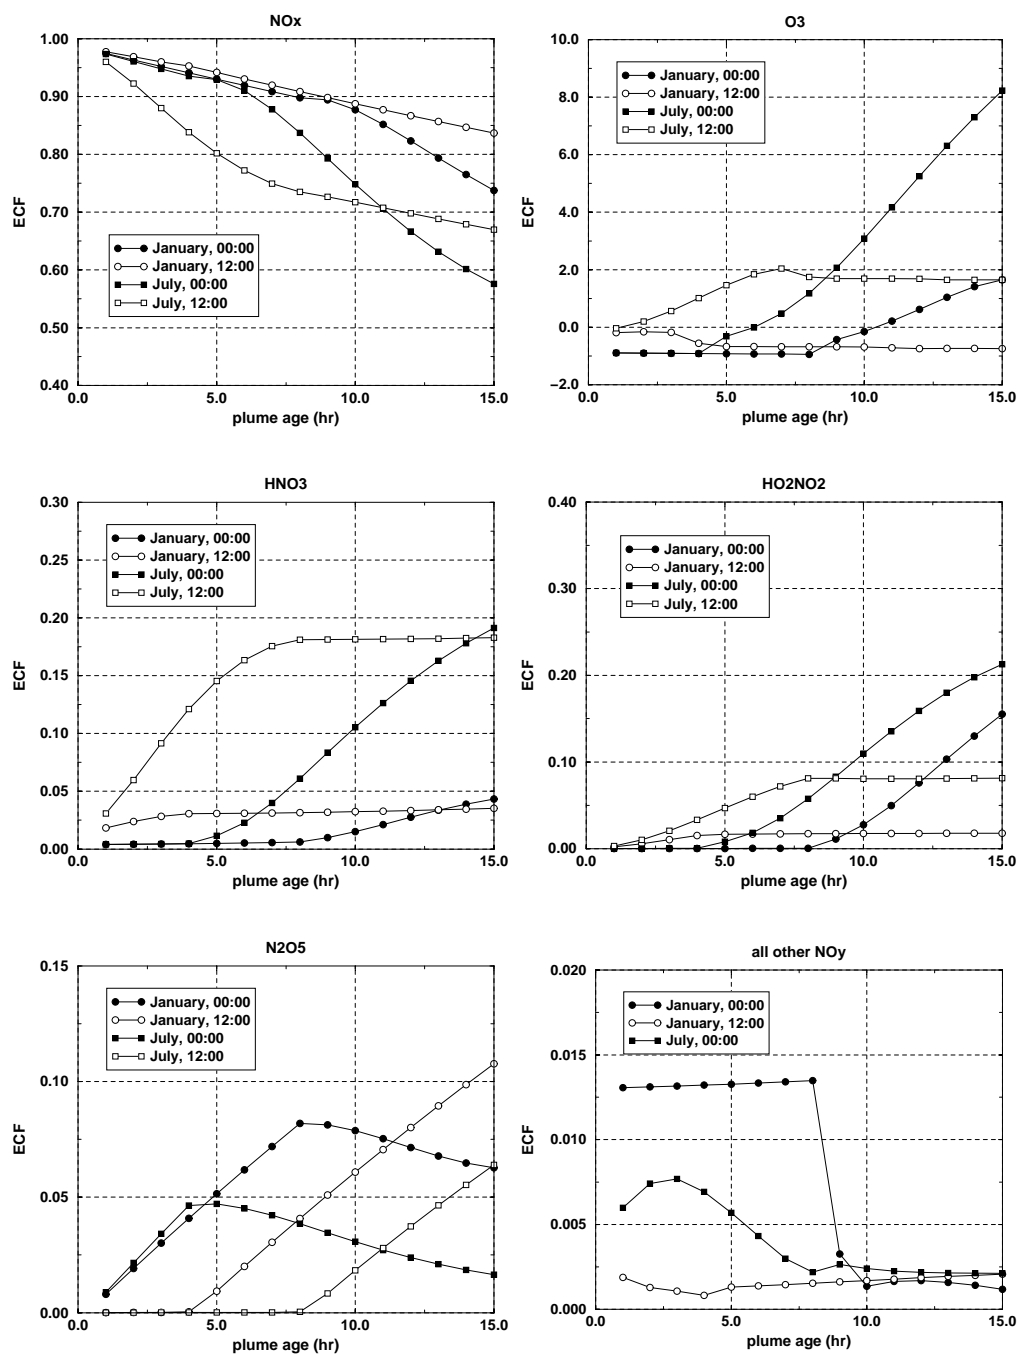 NOx
1.00
0.90
0.80
0.70
0.60
0.50
0.40
ECF
January, 00:00
January, 12:00
July, 00:00
July, 12:00
0.0 5.0 10.0 15.0
plume age (hr)
O3
10.0
8.0
6.0
4.0
2.0
0.0
−2.0
ECF
January, 00:00
January, 12:00
July, 00:00
July, 12:00
0.0 5.0 10.0 15.0
plume age (hr)
HNO3
0.30
0.25
0.20
0.15
0.10
0.05
0.00
ECF
January, 00:00
January, 12:00
July, 00:00
July, 12:00
0.0 5.0 10.0 15.0
plume age (hr)
HO2NO2
0.40
0.30
0.20
0.10
0.00
ECF
January, 00:00
January, 12:00
July, 00:00
July, 12:00
0.0 5.0 10.0 15.0
plume age (hr)
N2O5
0.15
0.10
0.05
0.00
ECF
January, 00:00
January, 12:00
July, 00:00
July, 12:00
0.0 5.0 10.0 15.0
plume age (hr)
all other NOy
0.020
0.015
0.010
0.005
0.000
ECF
January, 00:00
January, 12:00
July, 00:00
0.0 5.0 10.0 15.0
plume age (hr)